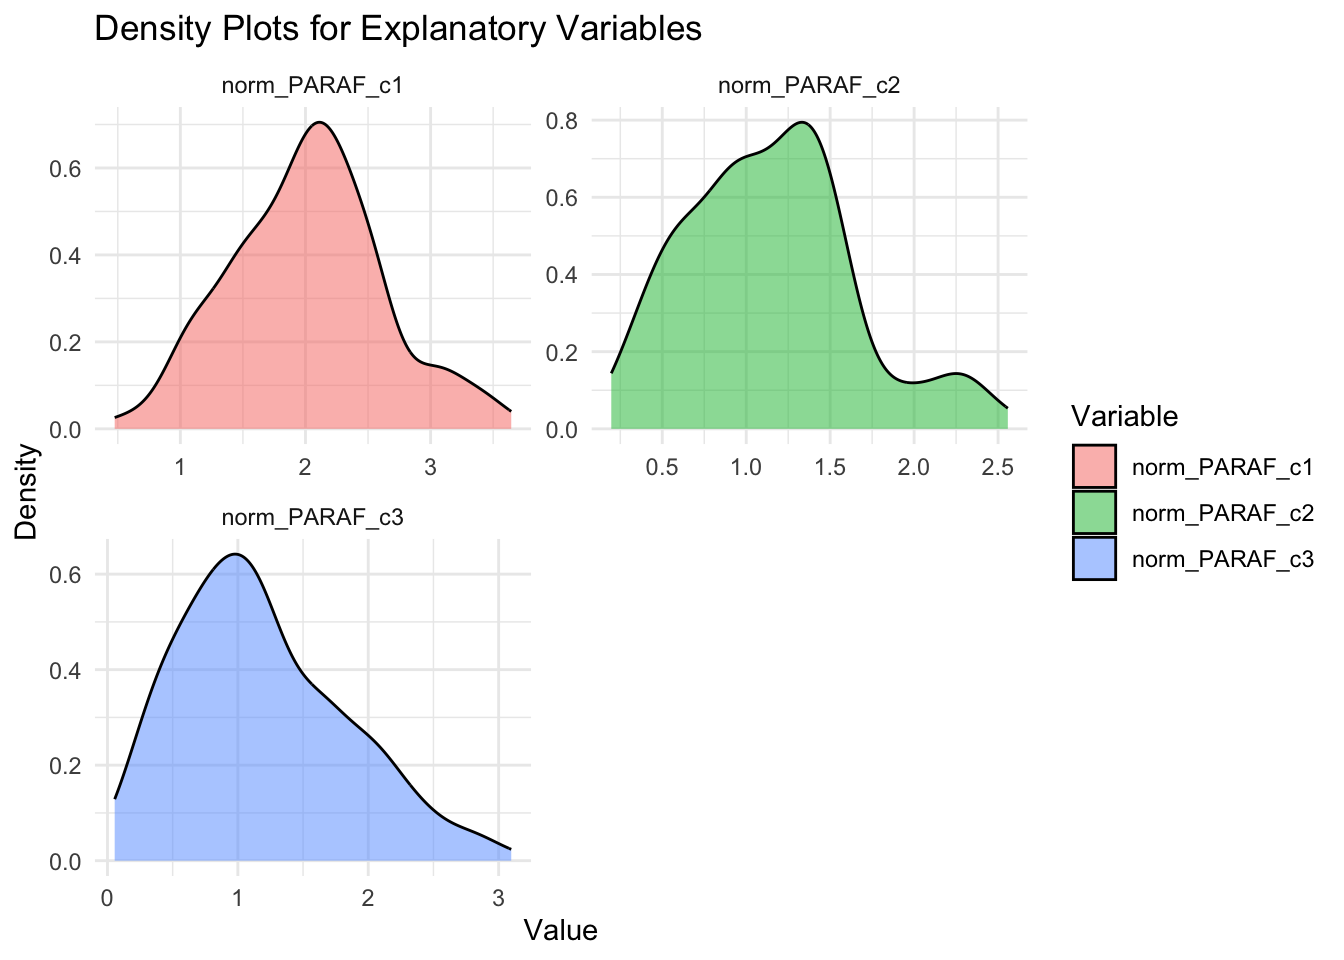 Density Plots for Explanatory Variables
norm_PARAF_c1
norm_PARAF_c2
0.6
0.4
0.2
0.0
1 2 3
0.8
0.6
0.4
0.2
0.0
0.5 1.0 1.5 2.0 2.5
norm_PARAF_c3
0.6
0.4
0.2
0.0
0 1 2 3
Density
Value
Variable
norm_PARAF_c1
norm_PARAF_c2
norm_PARAF_c3